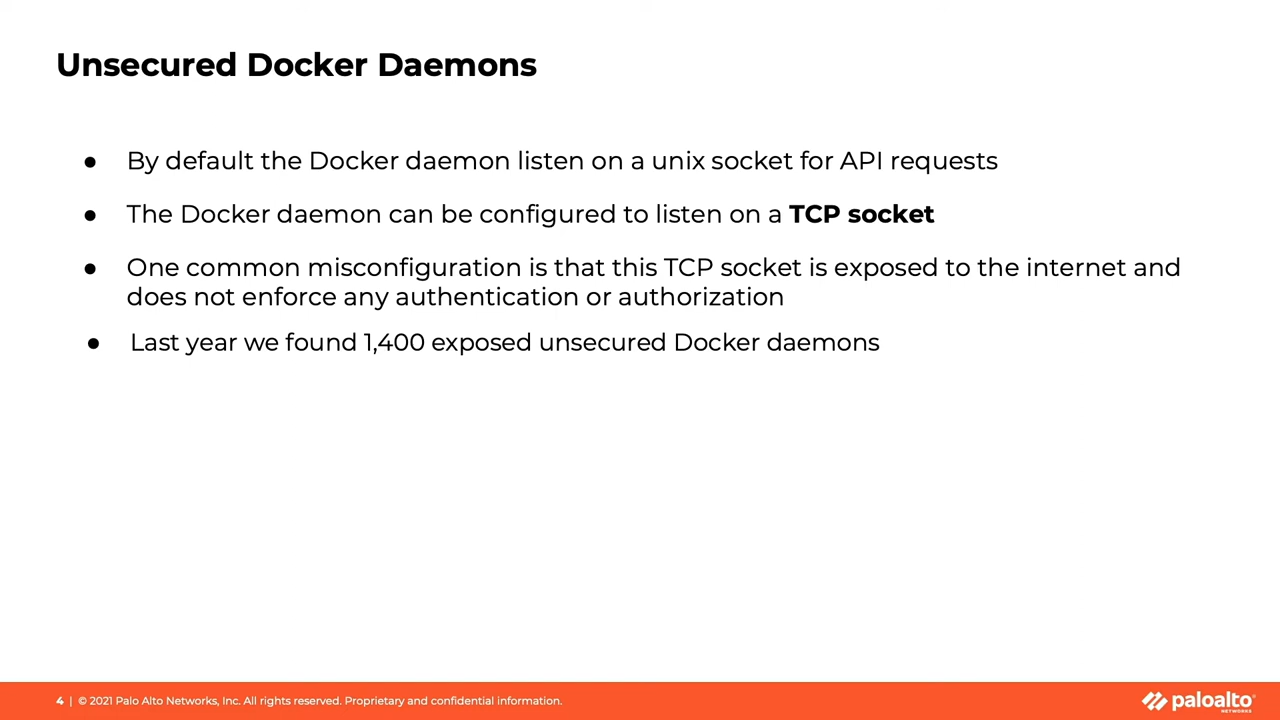 Unsecured Docker Daemons
● By default the Docker daemon listen on a unix socket for API requests
● The Docker daemon can be configured to listen on a TCP socket
● One common misconfiguration is that this TCP socket is exposed to the internet and
does not enforce any authentication or authorization
● Last year we found 1,400 exposed unsecured Docker daemons
4 | © 2021 Palo Alto Networks, Inc. All rights reserved. Proprietary and confidential information.
paloalto
NETWORKS